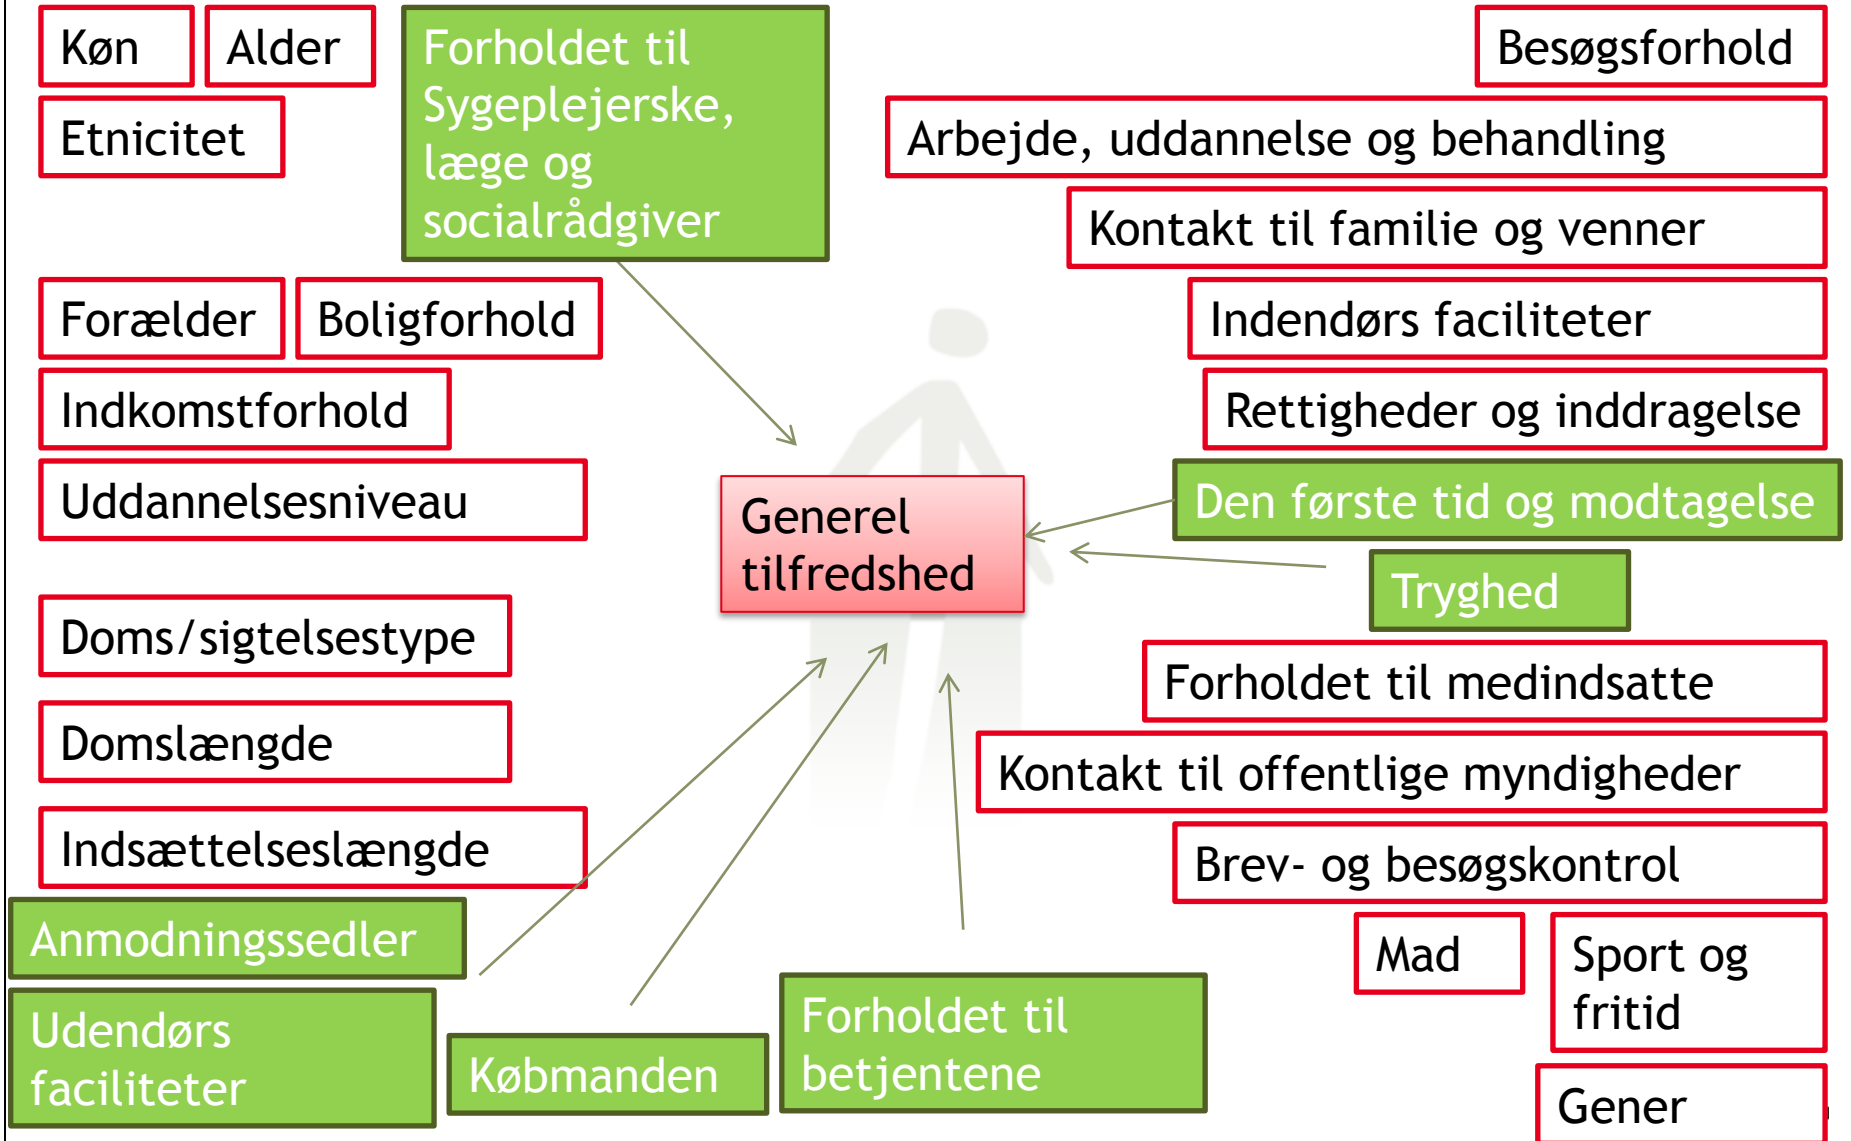 Køn
Alder
Etnicitet
Forholdet til
Sygeplejerske,
læge og
socialrådgiver
Besøgsforhold
Arbejde, uddannelse og behandling
Kontakt til familie og venner
Forælder
Boligforhold
Indendørs faciliteter
Indkomstforhold
Rettigheder og inddragelse
Uddannelsesniveau
Generel
tilfredshed
Den første tid og modtagelse
Tryghed
Doms/sigtelsestype
Forholdet til medindsatte
Domslængde
Kontakt til offentlige myndigheder
Indsættelseslængde
Brev- og besøgskontrol
Anmodningssedler
Mad
Sport og
fritid
Udendørs
faciliteter
Købmanden
Forholdet til
betjentene
Gener